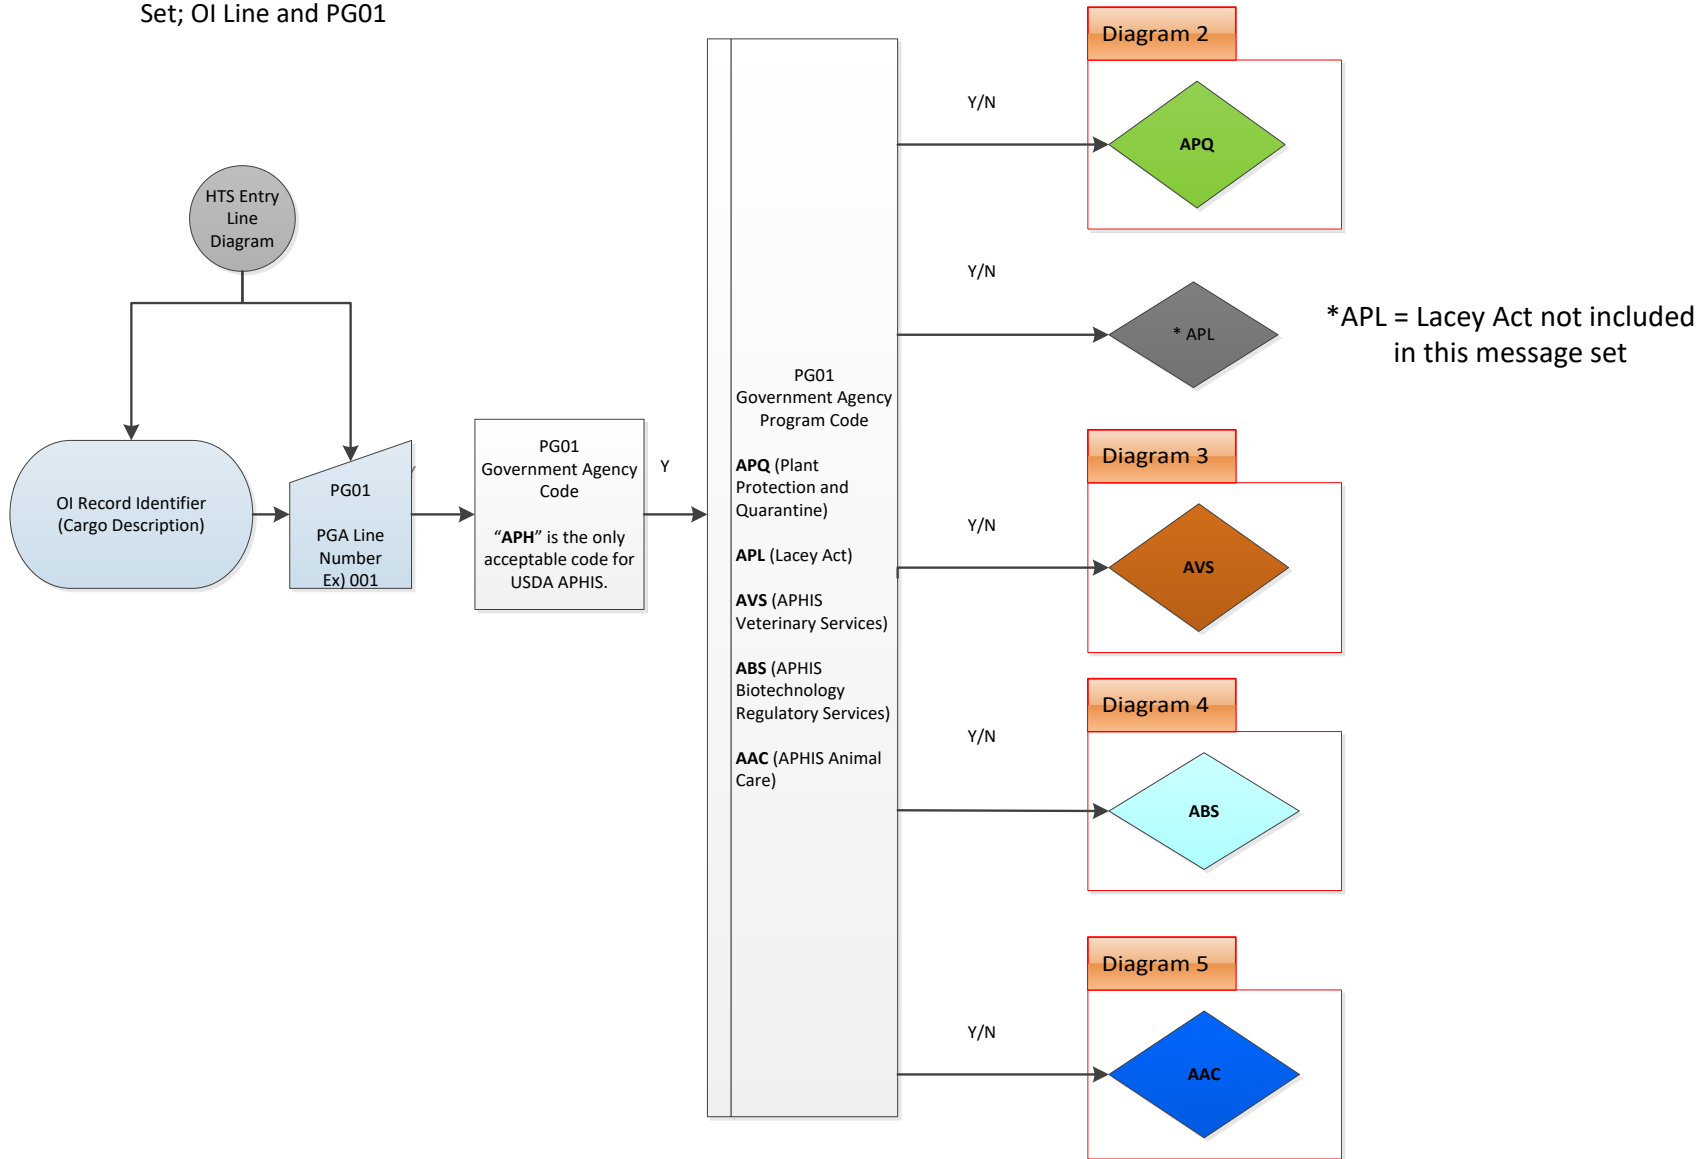 Set; OI Line and PG01
HTS Entry
Line
Diagram
OI Record Identifier
(Cargo Description)
PG01
PGA Line
Number
Ex) 001
Y
PG01
Government Agency
Code
“APH” is the only
acceptable code for
USDA APHIS.
Y
PG01
Government Agency
Program Code
APQ (Plant
Protection and
Quarantine)
APL (Lacey Act)
AVS (APHIS
Veterinary Services)
ABS (APHIS
Biotechnology
Regulatory Services)
AAC (APHIS Animal
Care)
Y/N
Diagram 2
APQ
Y/N
* APL
*APL = Lacey Act not included
in this message set
Y/N
Diagram 3
AVS
Y/N
Diagram 4
ABS
Y/N
Diagram 5
AAC